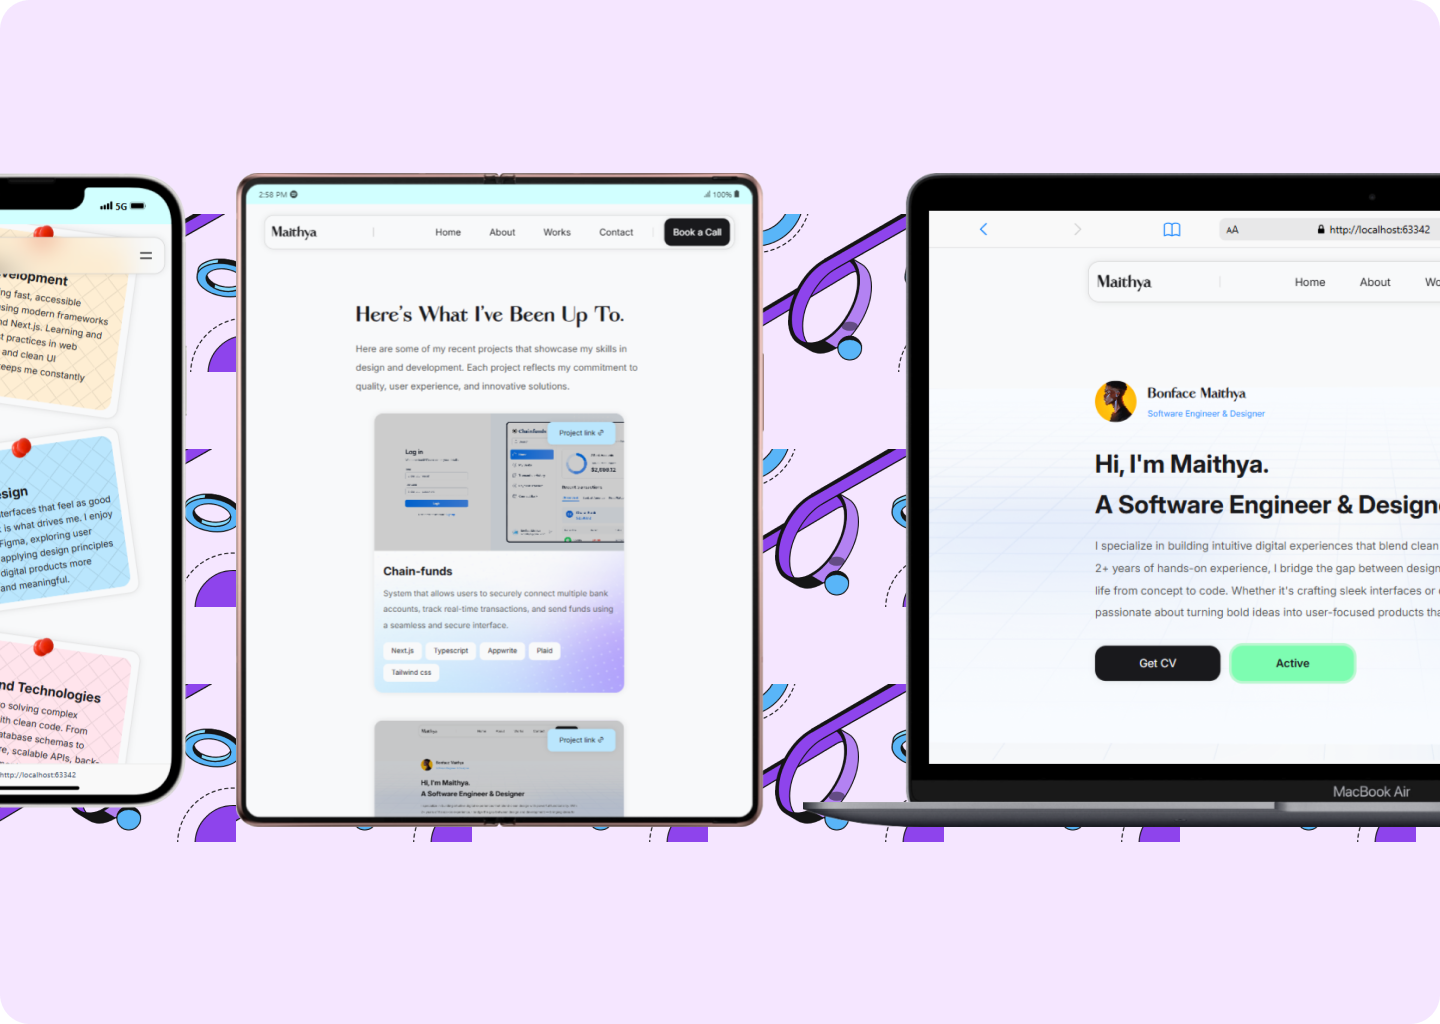 5G
velopment
ing fast, accessible
using modern frameworks
nd Next.js. Learning and
t practices in web
and clean UI
eeps me constantly
esign
nterfaces that feel as good
is what drives me. I enjoy
Figma, exploring user
applying design principles
digital products more
and meaningful.
nd Technologies
o solving complex
ith clean code. From
atabase schemas to
re, scalable APIs, back-
http://localhost:63342
2:58 PM
100%
Maithya
Home
About
Works
Contact
Book a Call
Here's What I've Been Up To.
Here are some of my recent projects that showcase my skills in
design and development. Each project reflects my commitment to
quality, user experience, and innovative solutions.
Log in
Chain-funds
Project link
Chain-funds
System that allows users to securely connect multiple bank
accounts, track real-time transactions, and send funds using
a seamless and secure interface.
Next.js
Typescript
Appwrite
Plaid
Tailwind css
Maithya
Project link
Bonface Maithya
Hi, I'm Maithya.
A Software Engineer & Designer
AA
http://localhost:63342
Maithya
Home
About
Wo
Bonface Maithya
Software Engineer & Designer
Hi, I'm Maithya.
A Software Engineer & Designe
I specialize in building intuitive digital experiences that blend clean
2+ years of hands-on experience, I bridge the gap between design
life from concept to code. Whether it's crafting sleek interfaces or
passionate about turning bold ideas into user-focused products tha
Get CV
Active
MacBook Air